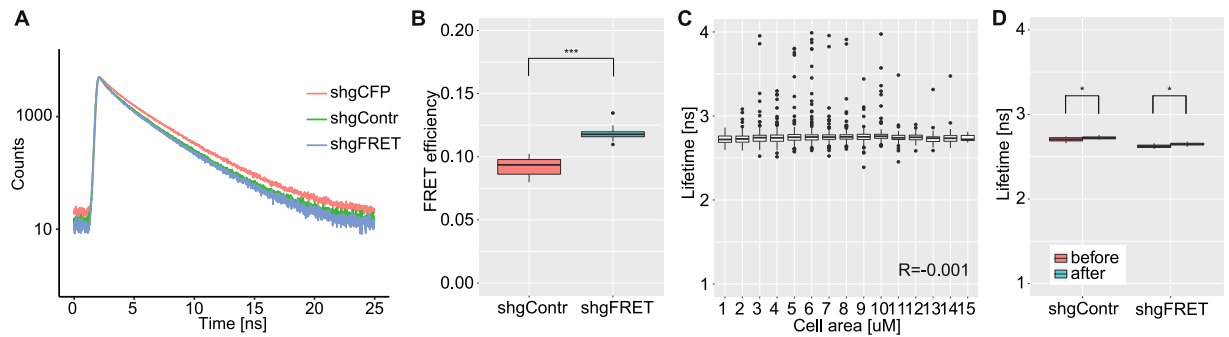 A
Counts
1000
10
shgCFP
shgContr
shgFRET
0
5
10
15
20
25
Time [ns]
B
FRET efficiency
0.20
0.15
0.10
0.05
0.00
***
shgContr
shgFRET
C
Lifetime [ns]
4
3
2
1
R=-0.001
1 2 3 4 5 6 7 8 9 10 11 12 13 14 15
Cell area [uM]
D
Lifetime [ns]
4
3
2
1
*
*
before
after
shgContr
shgFRET